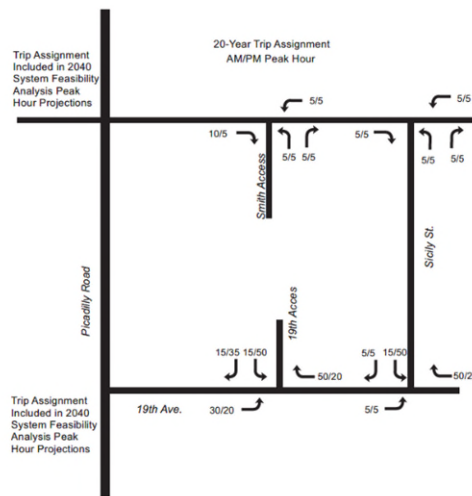 20-Year Trip Assignment
AM/PM Peak Hour
Trip Assignment
Included in 2040
System Feasibility
Analysis Peak
Hour Projections
5/5
5/5
10/5
5/5
5/5
5/5
5/5
5/5
Smith Access
Sicily St.
Picadilly Road
19th Acces
15/35
15/50
50/20
5/5
15/50
50/2
30/20
5/5
19th Ave.
Trip Assignment
Included in 2040
System Feasibility
Analysis Peak
Hour Projections